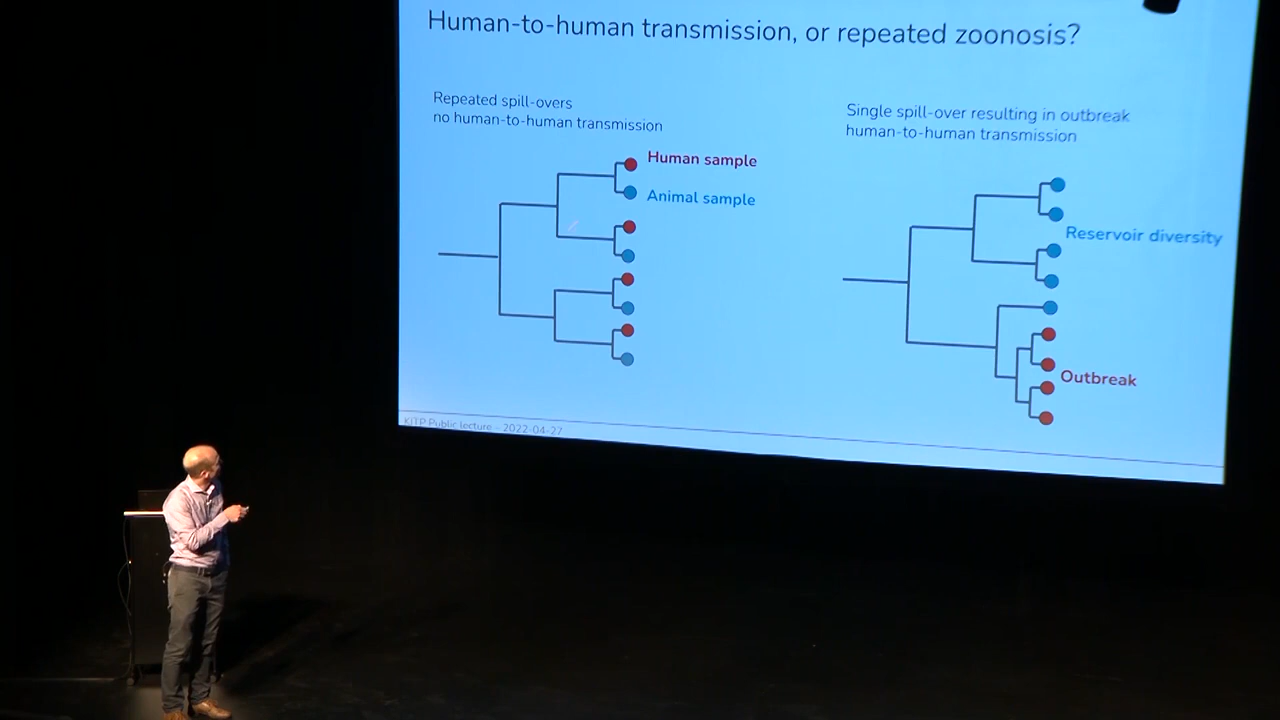 Human-to-human transmission, or repeated zoonosis?
Repeated spill-overs
no human-to-human transmission
Human sample
Animal sample
Single spill-over resulting in outbreak
human-to-human transmission
Reservoir diversity
Outbreak
KITP Public lecture - 2022-04-27